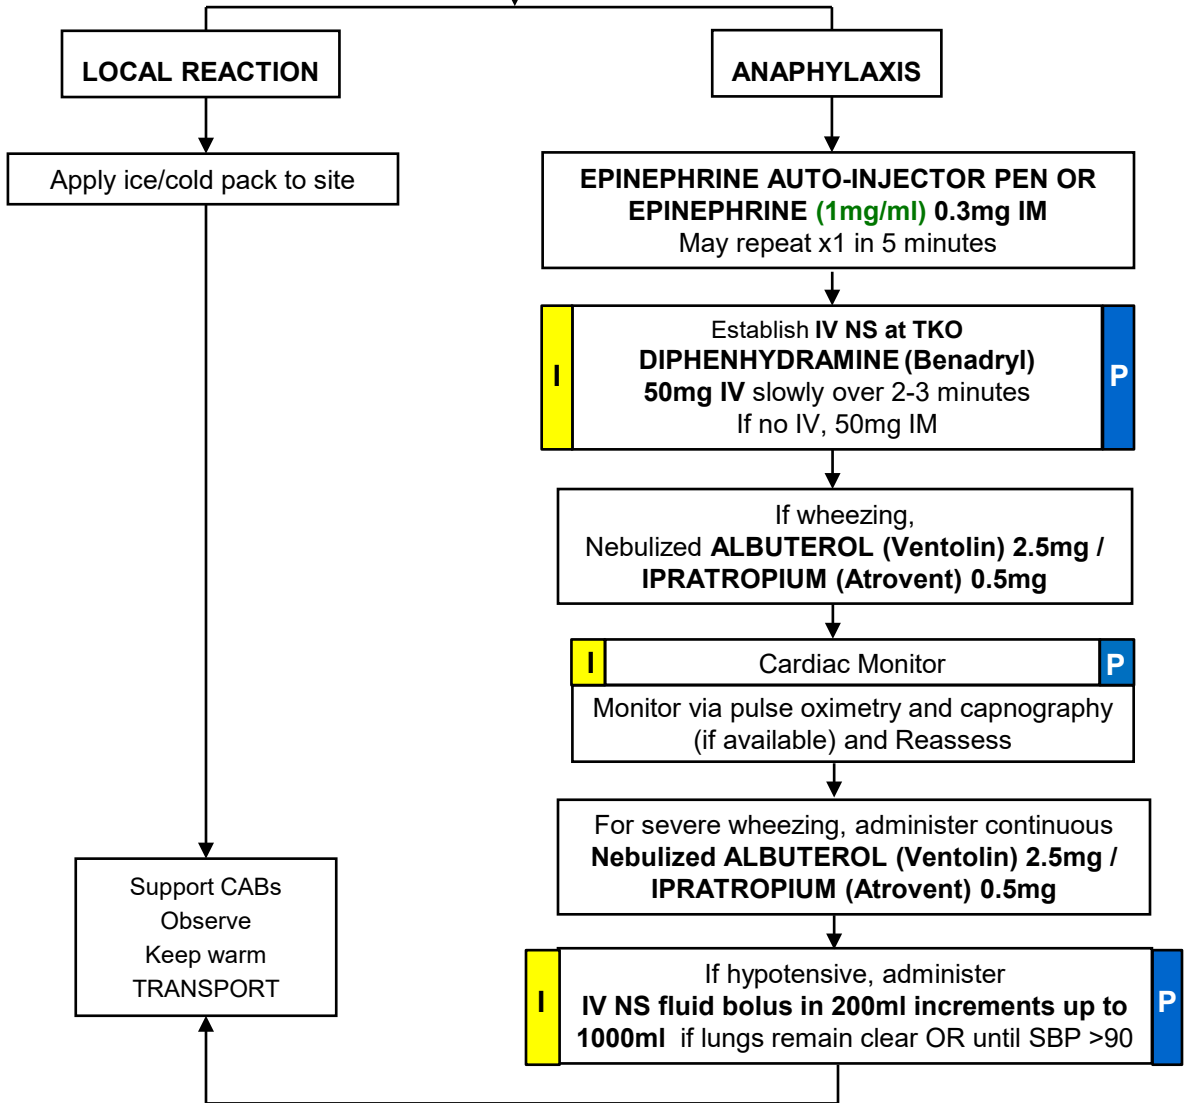 LOCAL REACTION
Apply ice/cold pack to site
Support CABs
Observe
Keep warm
TRANSPORT
ANAPHYLAXIS
EPINEPHRINE AUTO-INJECTOR PEN OR
EPINEPHRINE (1mg/ml) 0.3mg IM
May repeat x1 in 5 minutes
I
Establish IV NS at TKO
DIPHENHYDRAMINE (Benadryl)
50mg IV slowly over 2-3 minutes
If no IV, 50mg IM
P
If wheezing,
Nebulized ALBUTEROL (Ventolin) 2.5mg /
IPRATROPIUM (Atrovent) 0.5mg
I
Cardiac Monitor
P
Monitor via pulse oximetry and capnography
(if available) and Reassess
For severe wheezing, administer continuous
Nebulized ALBUTEROL (Ventolin) 2.5mg /
IPRATROPIUM (Atrovent) 0.5mg
I
If hypotensive, administer
IV NS fluid bolus in 200ml increments up to
1000ml if lungs remain clear OR until SBP >90
P